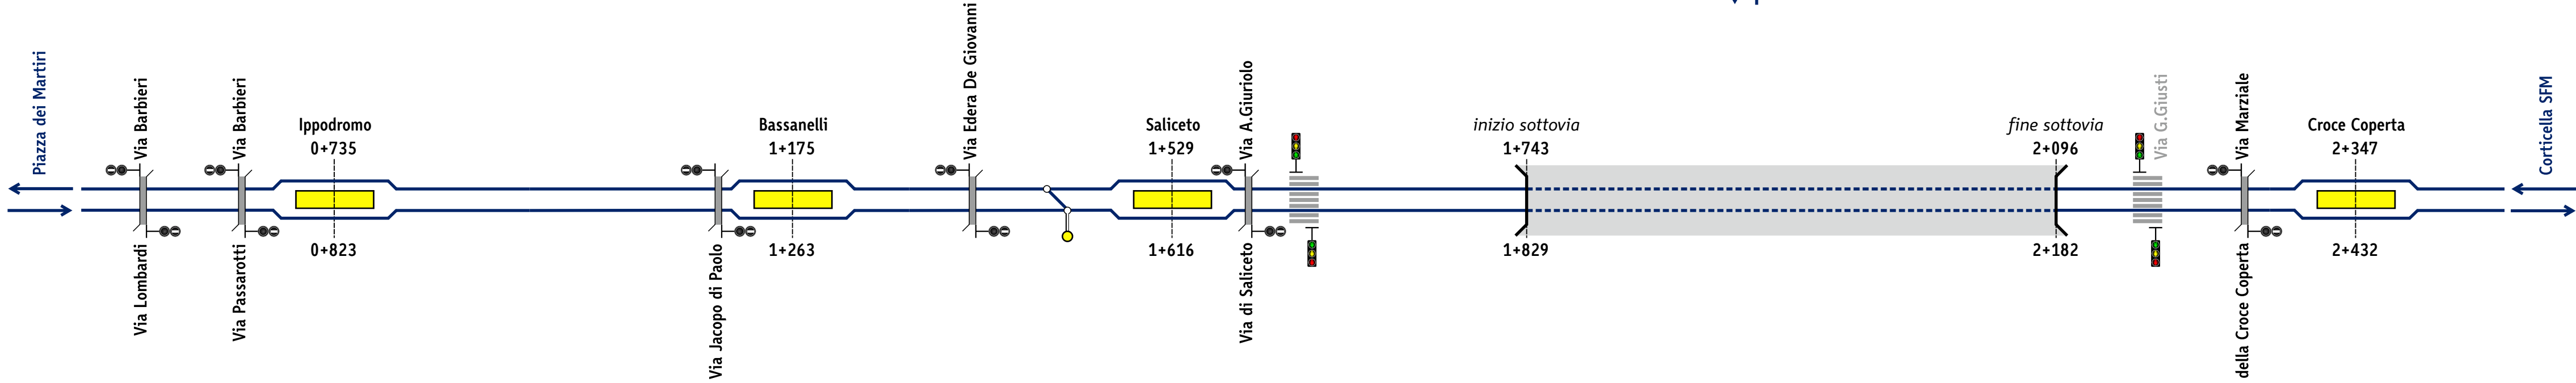 Piazza dei Martiri
Via Barbieri
Via Lombardi
Via Barbieri
Via Passarotti
Ippodromo
0+735
0+823
Via Jacopo di Paolo
Bassanelli
1+175
1+263
Via Edera De Giovanni
Saliceto
1+529
1+616
Via A.Giuriolo
Via di Saliceto
inizio sottovia
1+743
1+829
fine sottovia
2+096
2+182
Via G.Giusti
Via Marziale
della Croce Coperta
Croce Coperta
2+347
2+432
Corticella SFM